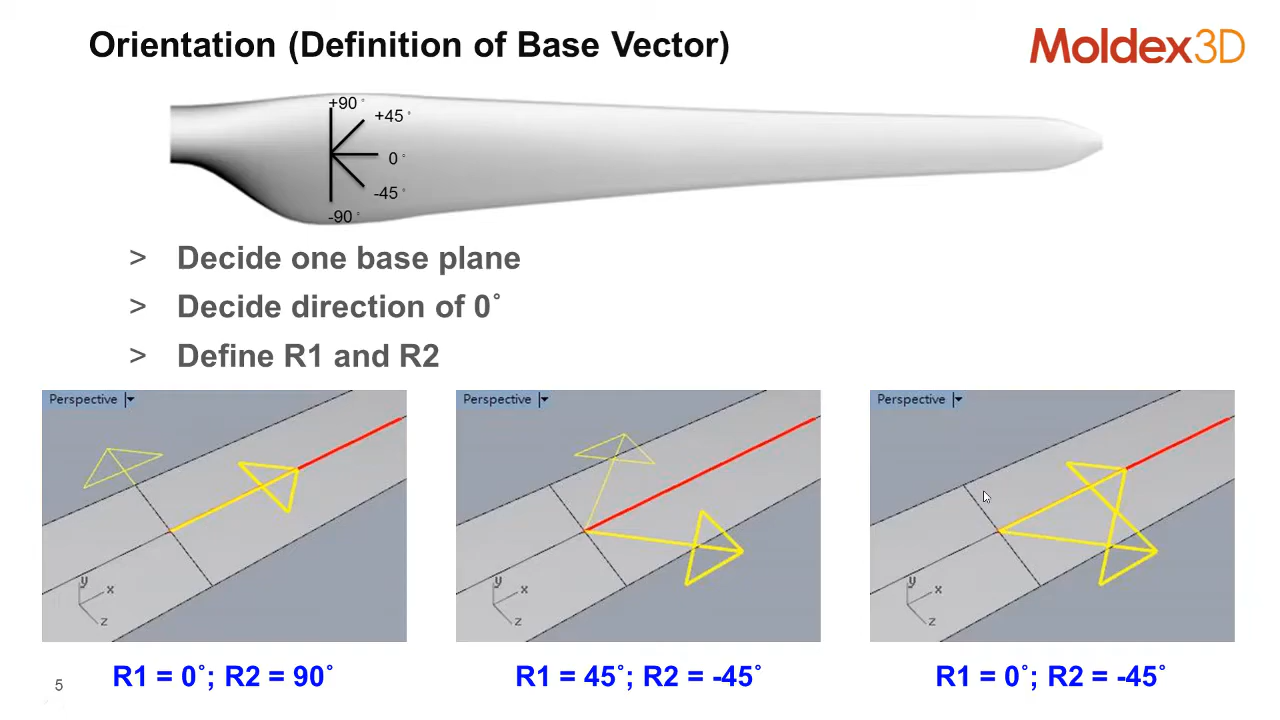 Orientation (Definition of Base Vector)
Moldex3D
+90 °
+45 °
0 °
-45 °
-90 °
> Decide one base plane
> Decide direction of 0°
> Define R1 and R2
Perspective
Perspective
Perspective
y
x
z
y
x
z
y
x
z
R1 = 0°; R2 = 90°
R1 = 45°; R2 = -45°
R1 = 0°; R2 = -45°
5